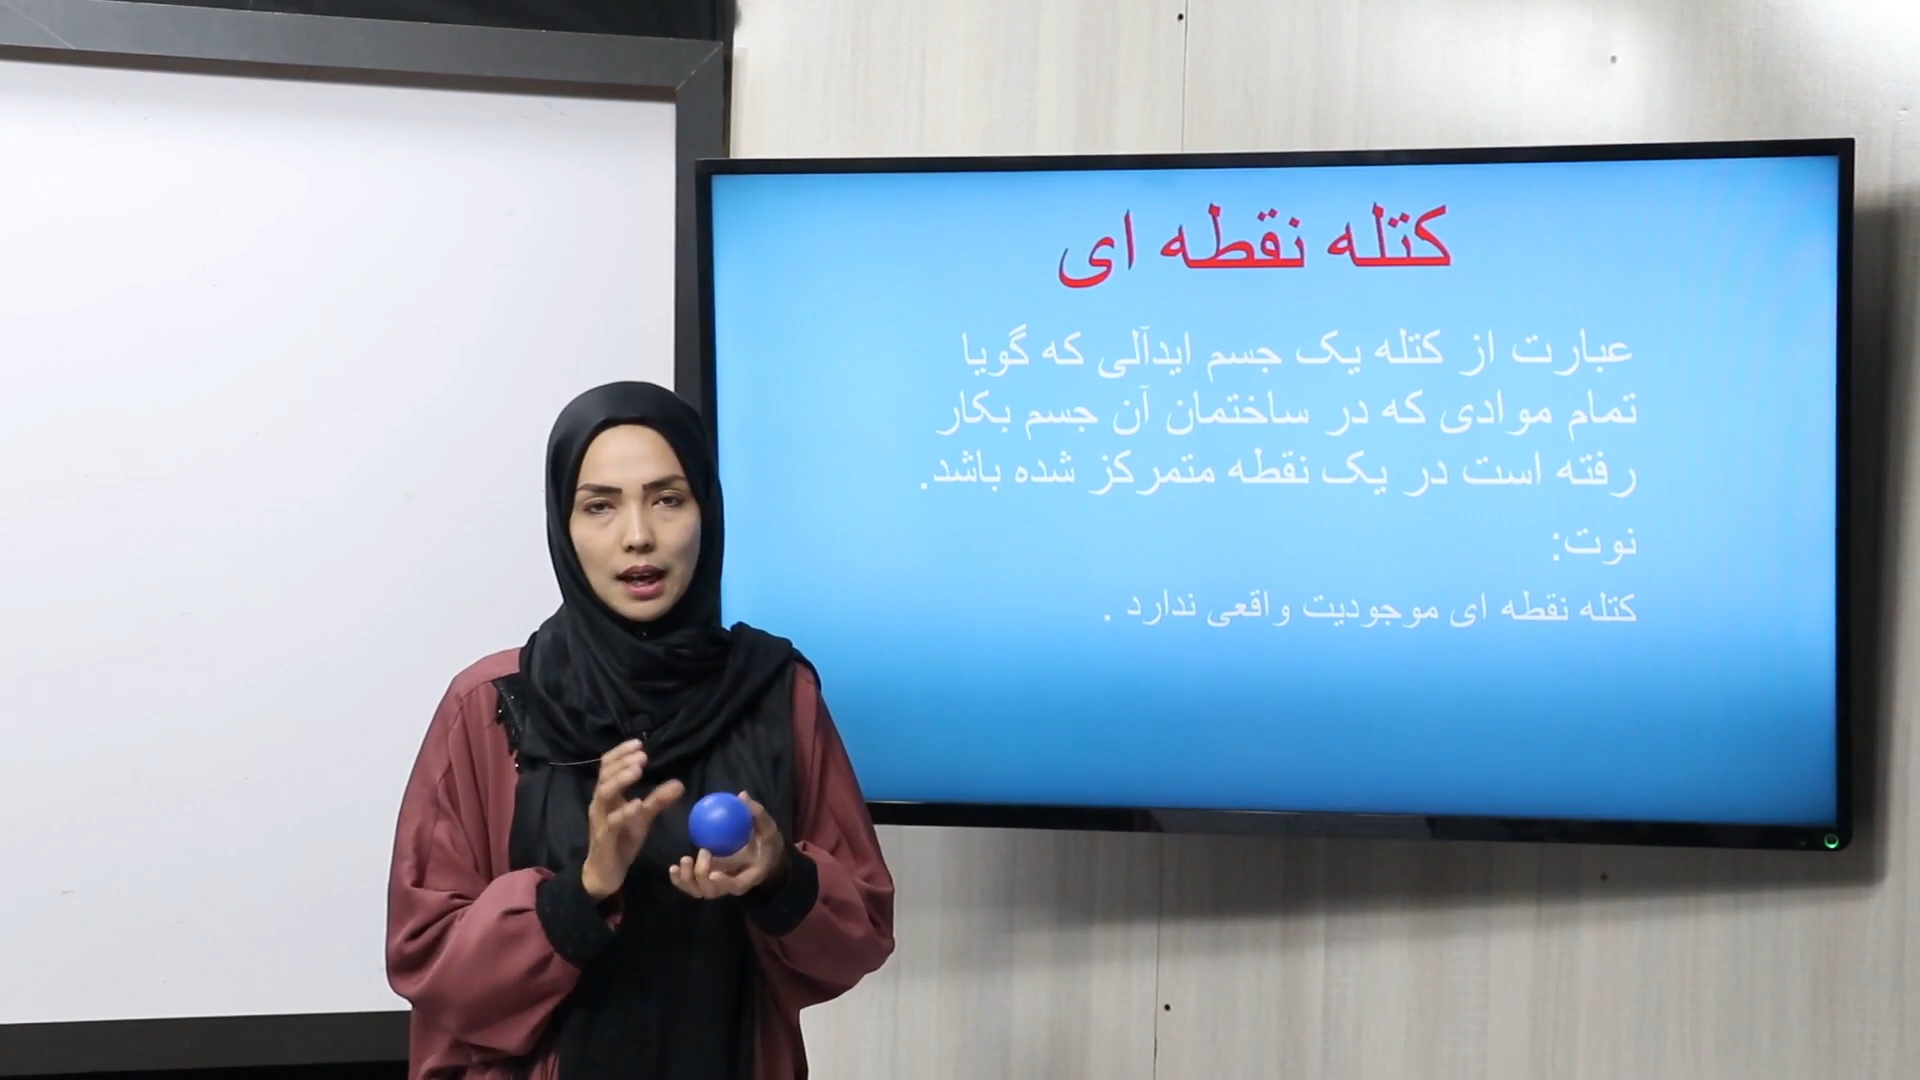 کتله نقطه ای
عبارت از کتله یک جسم ایدآلی که گویا
تمام موادی که در ساختمان آن جسم بکار
رفته است در یک نقطه متمرکز شده باشد.
نوت:
کتله نقطه ای موجودیت واقعی ندارد .